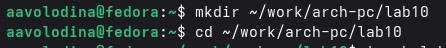 aavolodina@fedora:~$ mkdir ~/work/arch-pc/lab10
aavolodina@fedora:~$ cd ~/work/arch-pc/lab10